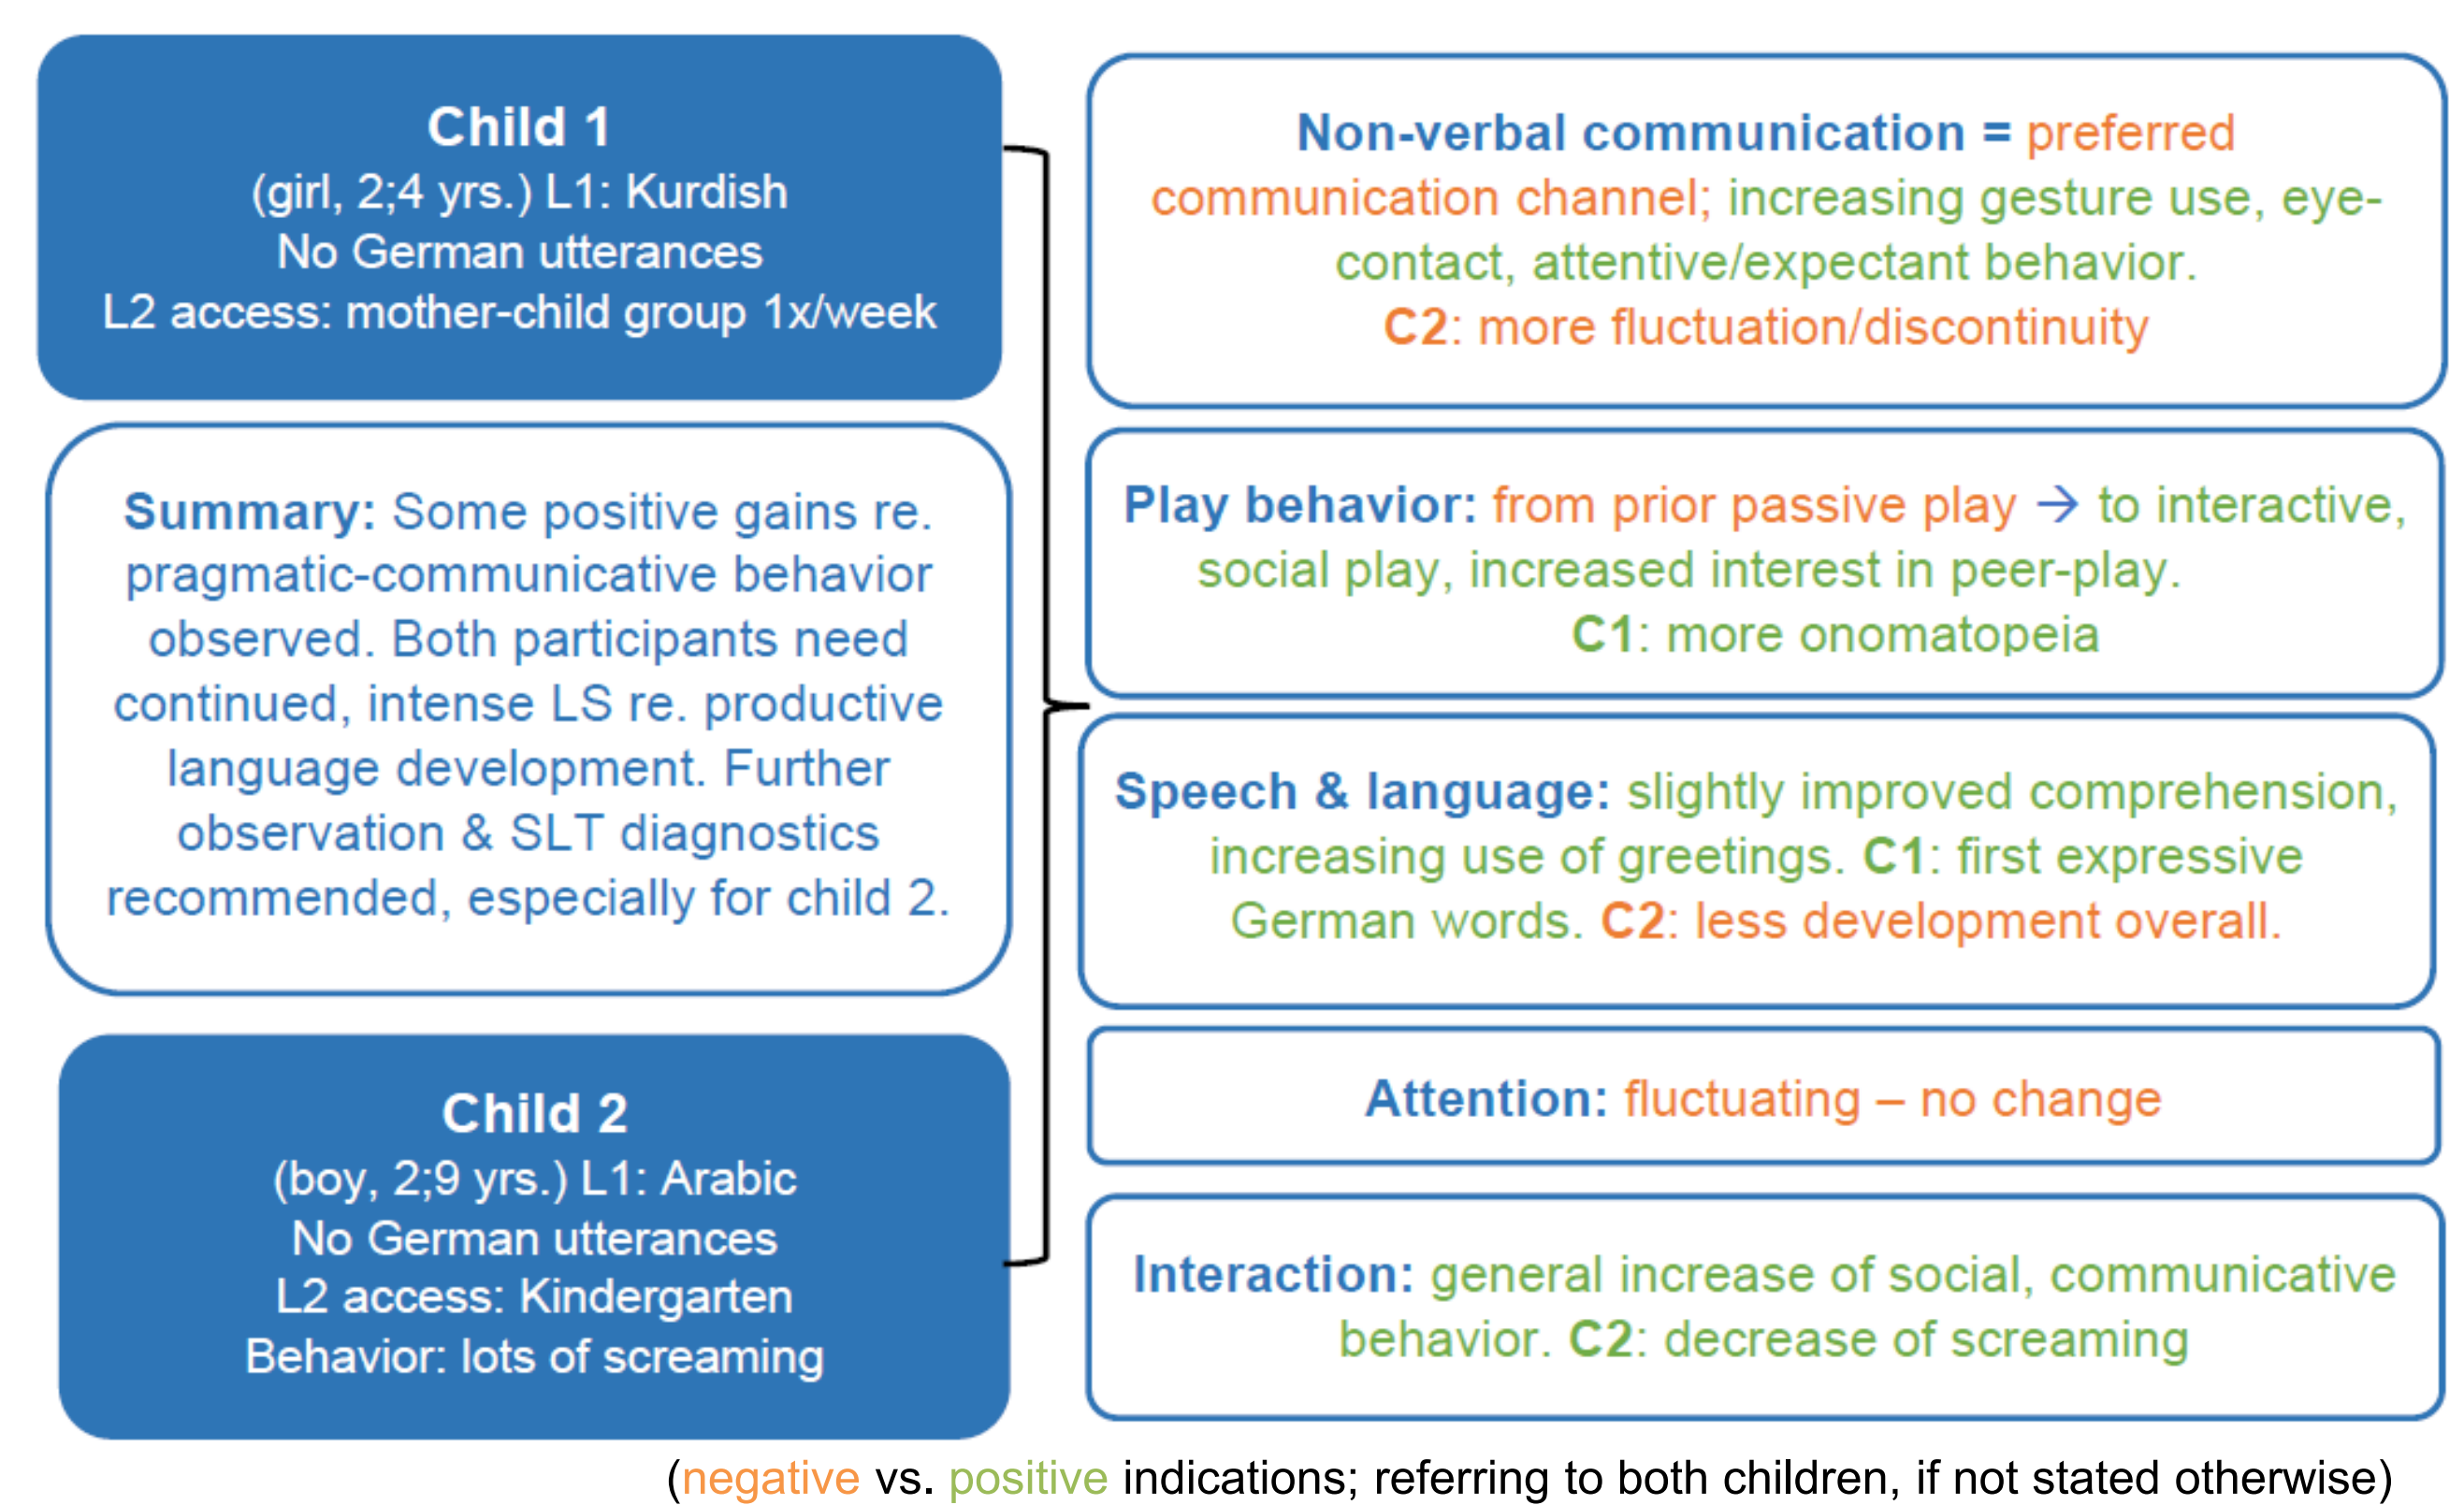 Child 1
(girl, 2;4 yrs.) L1: Kurdish
No German utterances
L2 access: mother-child group 1x/week
Summary: Some positive gains re.
pragmatic-communicative behavior
observed. Both participants need
continued, intense LS re. productive
language development. Further
observation & SLT diagnostics
recommended, especially for child 2.
Child 2
(boy, 2;9 yrs.) L1: Arabic
No German utterances
L2 access: Kindergarten
Behavior: lots of screaming
Non-verbal communication = preferred
communication channel; increasing gesture use, eye-
contact, attentive/expectant behavior.
C2: more fluctuation/discontinuity
Play behavior: from prior passive play → to interactive,
social play, increased interest in peer-play.
C1: more onomatopeia
Speech & language: slightly improved comprehension,
increasing use of greetings. C1: first expressive
German words. C2: less development overall.
Attention: fluctuating – no change
Interaction: general increase of social, communicative
behavior. C2: decrease of screaming
(negative vs. positive indications; referring to both children, if not stated otherwise)